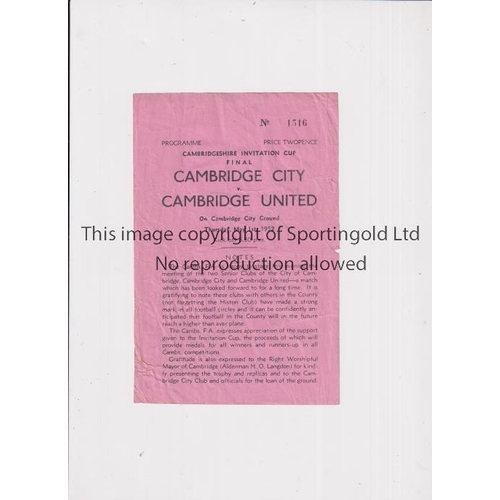 Nº 1516
PROGRAMME PRICE TWOPENCE
CAMBRIDGESHIRE INVITATION CUP
FINAL
CAMBRIDGE CITY
v.
CAMBRIDGE UNITED
On Cambridge City Ground
Thursday, May 1st,
This image copyright of Sportingold Ltd
No reproduction allowed
NOTES
meeting of the two Senior Clubs of the City of Cam-
bridge, Cambridge City and Cambridge United—a match
which has been looked forward to for a long time. It is
gratifying to note these clubs with others in the County
(not forgetting the Histon Club) have made a strong
mark in all football circles and it can be confidently an-
ticipated that football in the County will in the future
reach a higher than ever plane.
The Cambs. F.A. expresses appreciation of the support
given to the Invitation Cup, the proceeds of which will
provide medals for all winners and runners-up in all
Cambs. competitions.
Gratitude is also expressed to the Right Worshipful
Mayor of Cambridge (Alderman H. O. Langdon) for kind-
ly presenting the trophy and replicas and to the Cam-
bridge City Club and officials for the loan of the ground